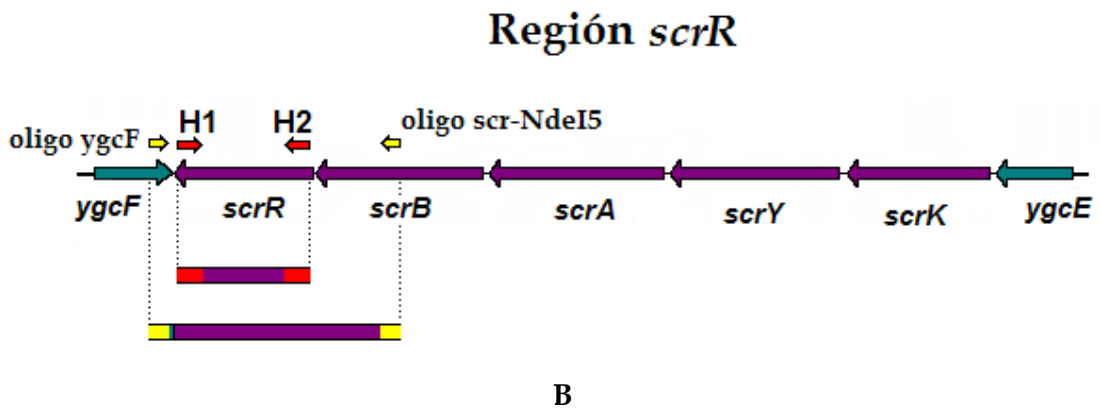 Región scrR
oligo ygcF H1 H2 oligo scr-NdeI5
ygcF scrR scrB scrA scrY scrK ygcE
B